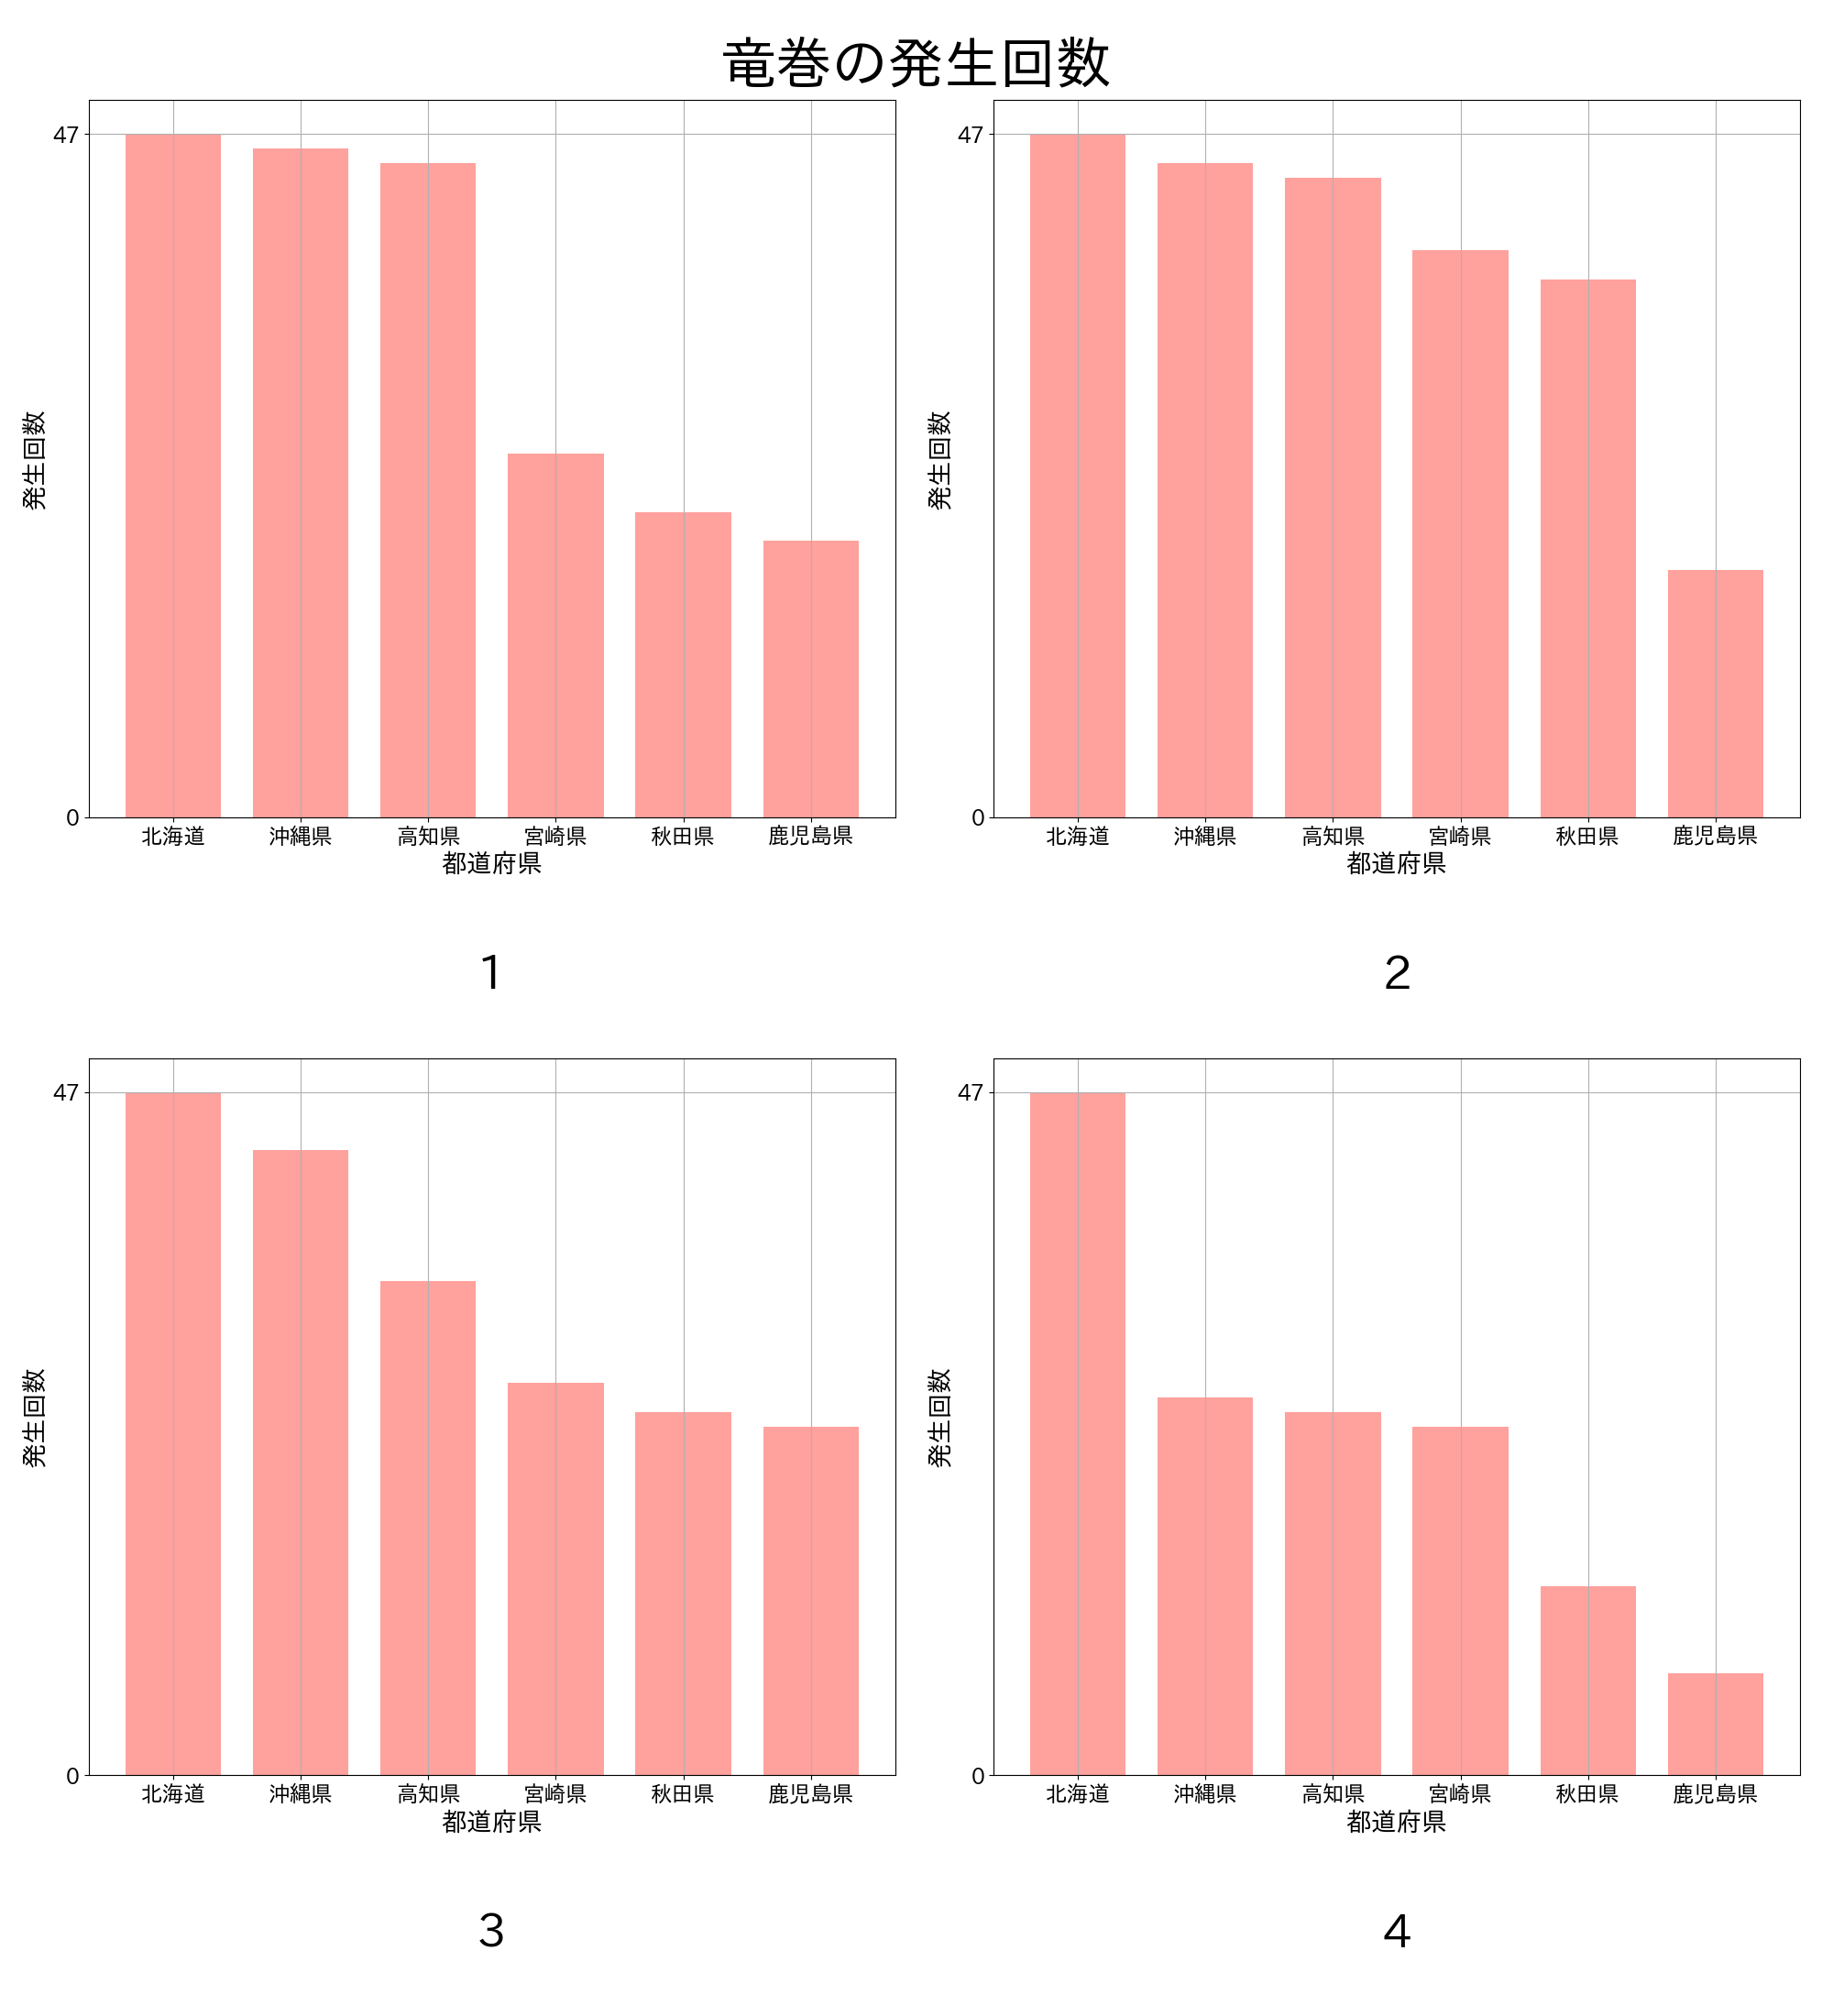 竜巻の発生回数
47
0
発生回数
北海道 沖縄県 高知県 宮崎県 秋田県 鹿児島県
都道府県
1
47
0
発生回数
北海道 沖縄県 高知県 宮崎県 秋田県 鹿児島県
都道府県
2
47
0
発生回数
北海道 沖縄県 高知県 宮崎県 秋田県 鹿児島県
都道府県
3
47
0
発生回数
北海道 沖縄県 高知県 宮崎県 秋田県 鹿児島県
都道府県
4